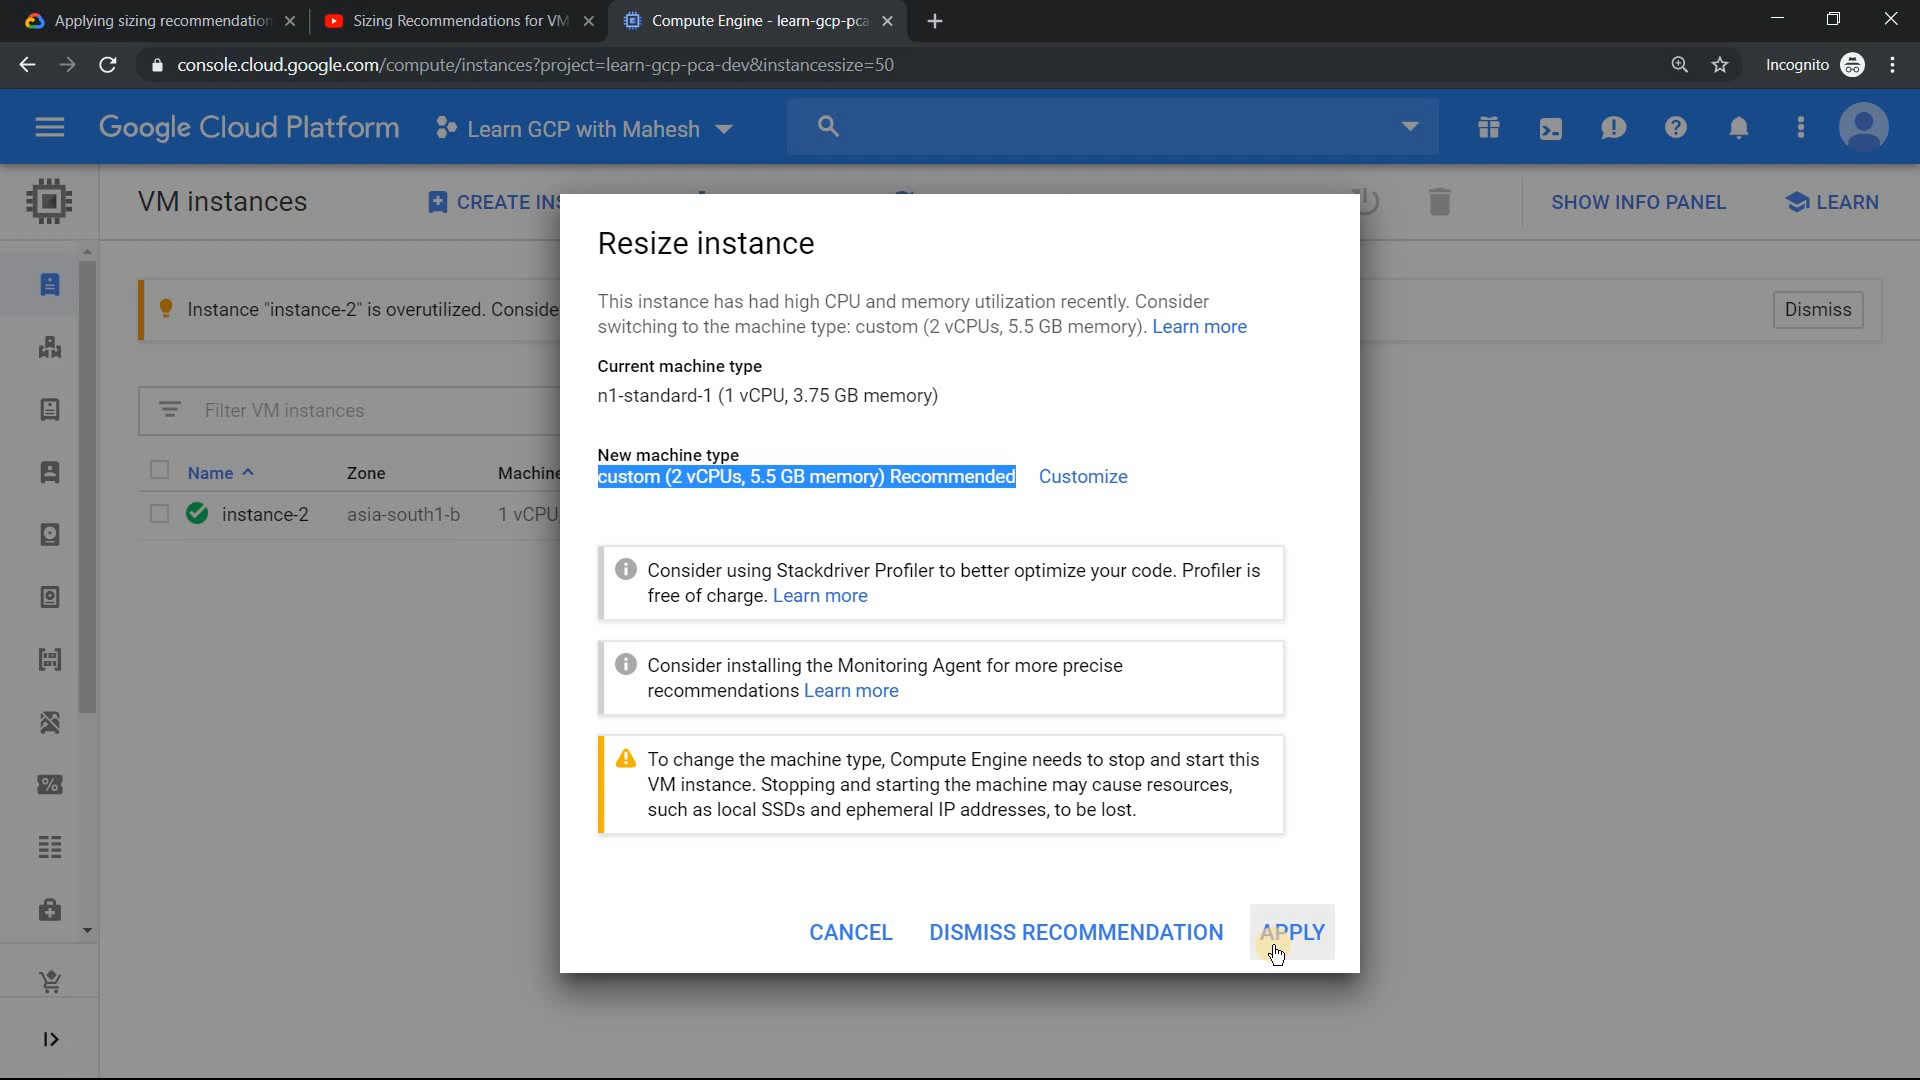 Applying sizing recommendation
Sizing Recommendations for VM
Compute Engine - learn-gcp-pca
console.cloud.google.com/compute/instances?project=learn-gcp-pca-dev&instancessize=50
Incognito
Google Cloud Platform
Learn GCP with Mahesh
VM instances
CREATE INS
SHOW INFO PANEL
LEARN
Instance "instance-2" is overutilized. Conside
Dismiss
Filter VM instances
Name
Zone
Machine
instance-2
asia-south1-b
1 vCPU,
Resize instance
This instance has had high CPU and memory utilization recently. Consider
switching to the machine type: custom (2 vCPUs, 5.5 GB memory). Learn more
Current machine type
n1-standard-1 (1 vCPU, 3.75 GB memory)
New machine type
custom (2 vCPUs, 5.5 GB memory) Recommended
Customize
Consider using Stackdriver Profiler to better optimize your code. Profiler is
free of charge. Learn more
Consider installing the Monitoring Agent for more precise
recommendations Learn more
To change the machine type, Compute Engine needs to stop and start this
VM instance. Stopping and starting the machine may cause resources,
such as local SSDs and ephemeral IP addresses, to be lost.
CANCEL
DISMISS RECOMMENDATION
APPLY